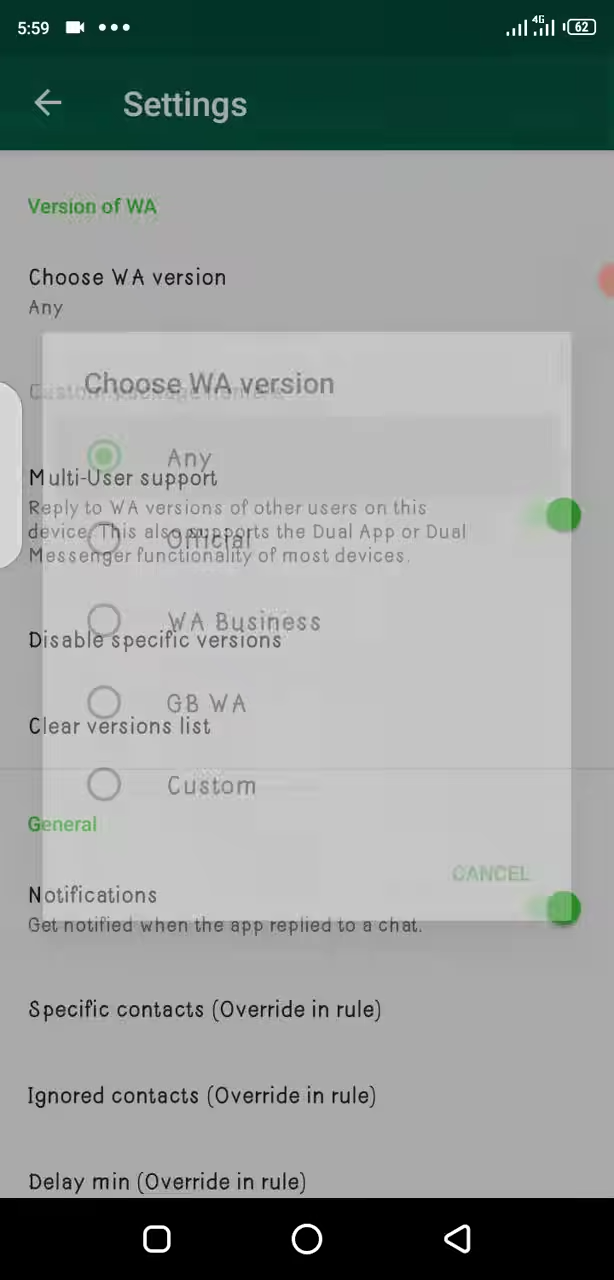 5:59
4G
62
Settings
Version of WA
Choose WA version
Any
Choose WA version
Any
Multi-User support
Reply to WA versions of other users on this
device. This also supports the Dual App or Dual
Messenger functionality of most devices.
Official
WA Business
Disable specific versions
GB WA
Clear versions list
Custom
General
CANCEL
Notifications
Get notified when the app replied to a chat.
Specific contacts (Override in rule)
Ignored contacts (Override in rule)
Delay min (Override in rule)